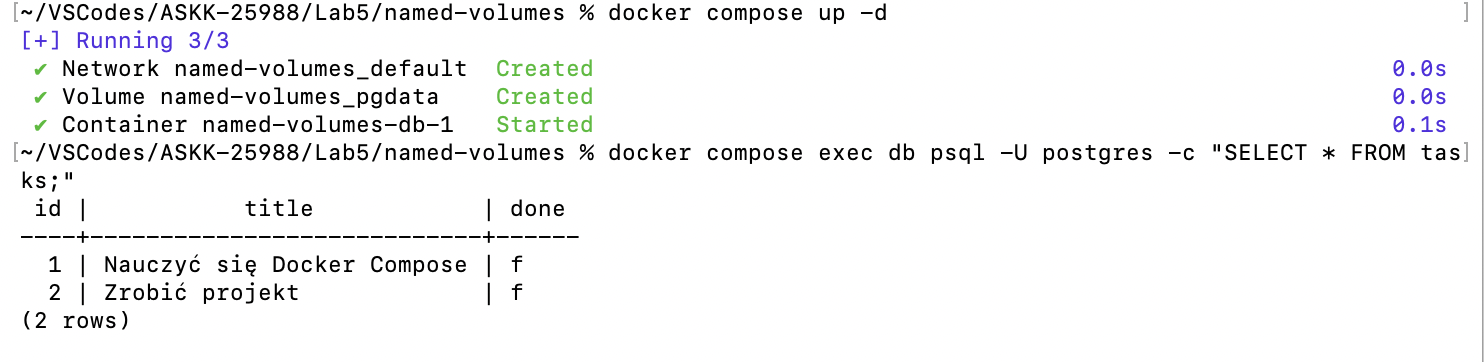 [~/VSCodes/ASKK-25988/Lab5/named-volumes % docker compose up -d ]
[+] Running 3/3
✔ Network named-volumes_default Created 0.0s
✔ Volume named-volumes_pgdata Created 0.0s
✔ Container named-volumes-db-1 Started 0.1s
[~/VSCodes/ASKK-25988/Lab5/named-volumes % docker compose exec db psql -U postgres -c "SELECT * FROM tas]
ks;"
 id |           title            | done
----+----------------------------+------
  1 | Nauczyć się Docker Compose | f
  2 | Zrobić projekt             | f
(2 rows)